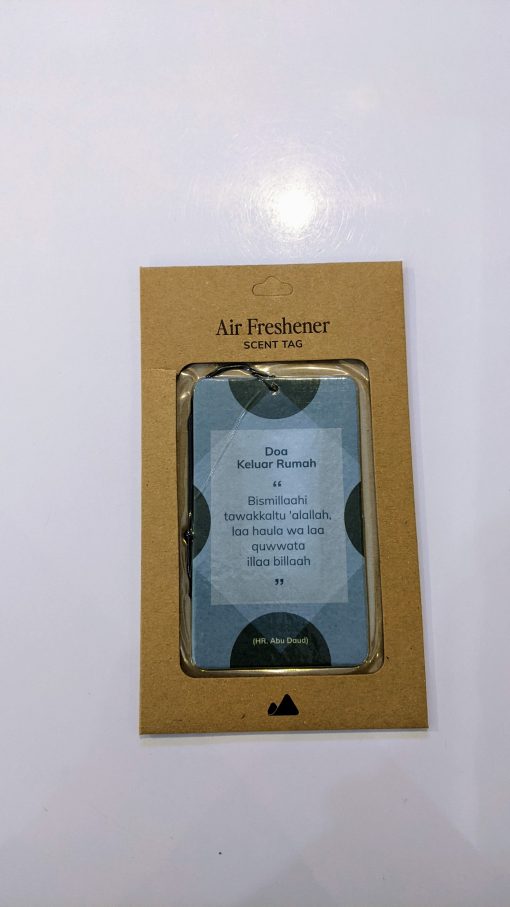 Air Freshener
SCENT TAG
Doa
Keluar Rumah
“
Bismillaahi
tawakkaltu 'alallah,
laa haula wa laa
quwwata
illaa billaah
”
(HR. Abu Daud)